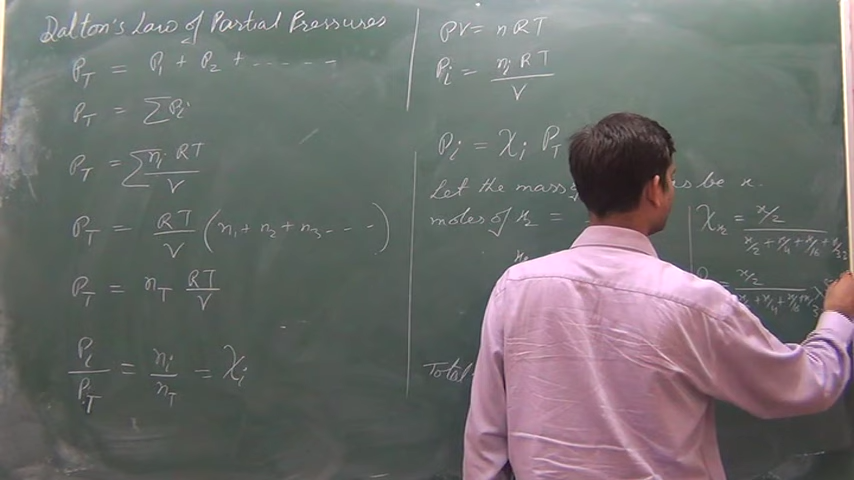 Dalton's Law of Partial Pressures
P_T = P_1 + P_2 + -----
P_T = ∑ P_i
P_T = ∑ n_i RT / V
P_T = RT/V (n_1 + n_2 + n_3 ---)
P_T = n_T RT/V
P_i / P_T = n_i / n_T = χ_i
PV = nRT
P_i = n_i RT / V
P_i = χ_i P_T
Let the mass be x.
moles of =
Total
= x/2 / x/2 + x/4 + x/16 + x/32
= x/2